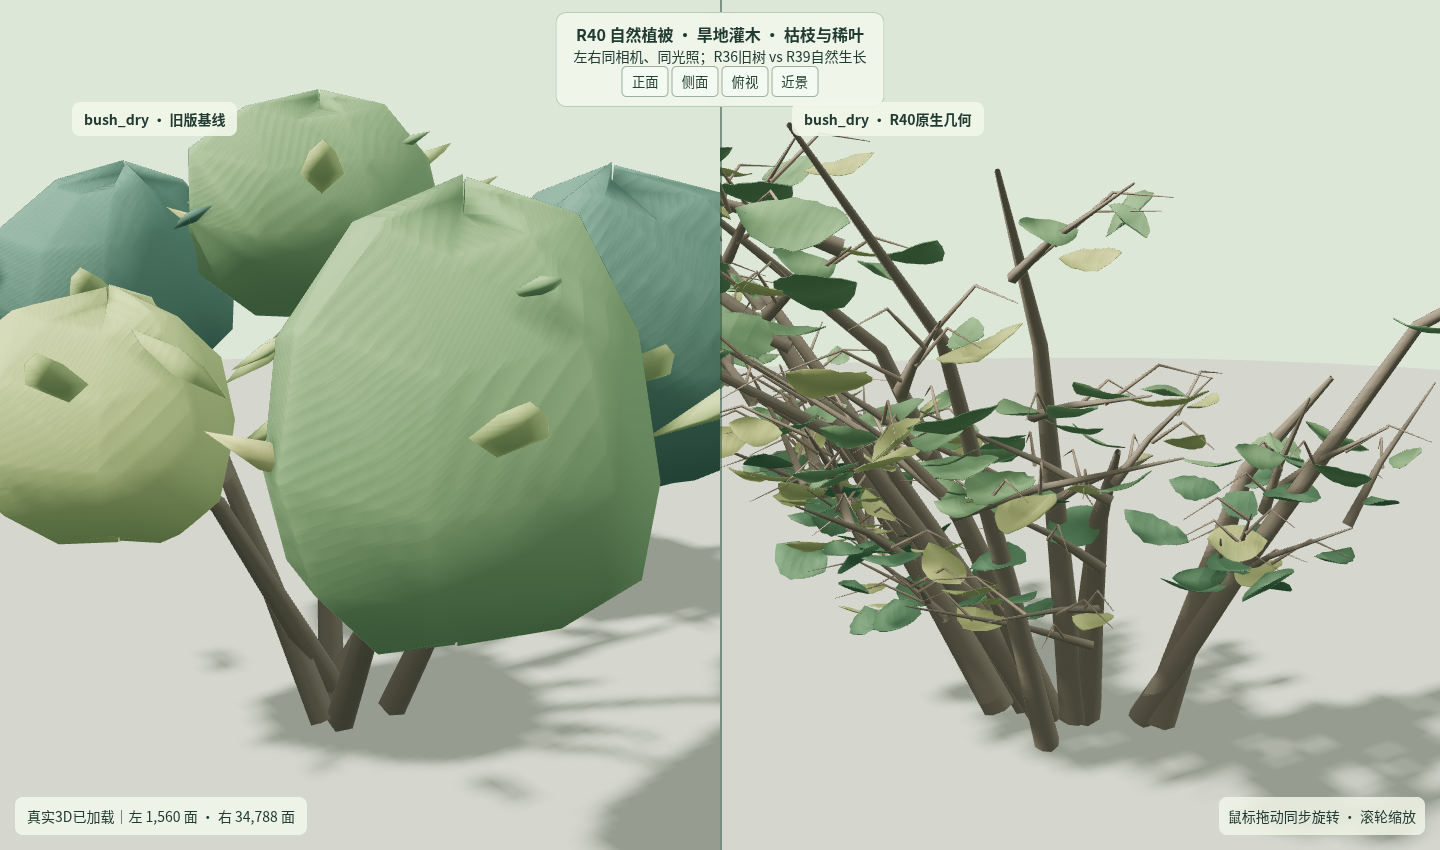 R40 自然植被 · 旱地灌木 · 枯枝与稀叶
左右同相机、同光照；R36旧树 vs R39自然生长
正面 侧面 俯视 近景
bush_dry · 旧版基线
bush_dry · R40原生几何
真实3D已加载｜左 1,560 面 · 右 34,788 面
鼠标拖动同步旋转 · 滚轮缩放